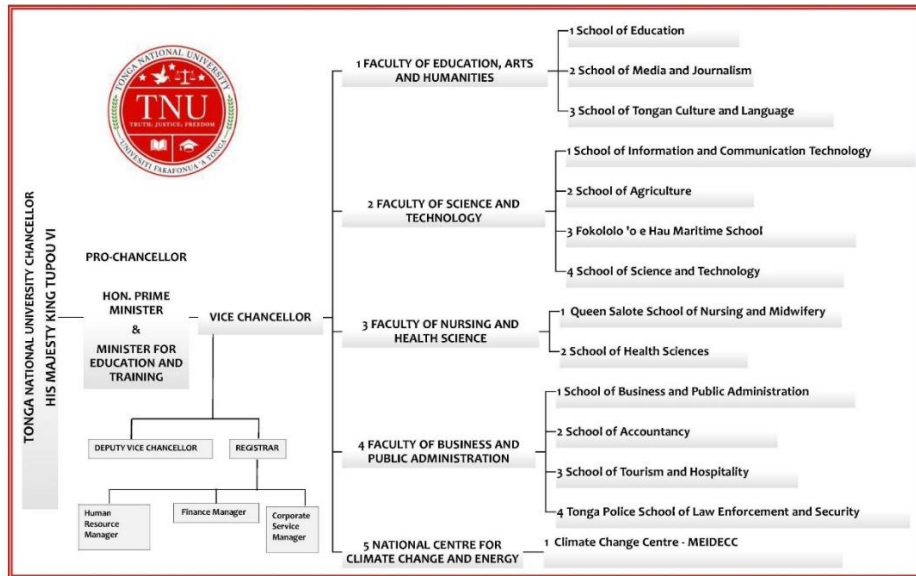 TONGA NATIONAL UNIVERSITY
TNU
TRUTH; JUSTICE; FREEDOM
'UNIVESITI FAKAFONUA 'A TONGA
TONGA NATIONAL UNIVERSITY CHANCELLOR
HIS MAJESTY KING TUPOU VI
PRO-CHANCELLOR
HON. PRIME
MINISTER
&
MINISTER FOR
EDUCATION AND
TRAINING
VICE CHANCELLOR
DEPUTY VICE CHANCELLOR
REGISTRAR
Human
Resource
Manager
Finance Manager
Corporate
Service
Manager
1 FACULTY OF EDUCATION, ARTS
AND HUMANITIES
1 School of Education
2 School of Media and Journalism
3 School of Tongan Culture and Language
2 FACULTY OF SCIENCE AND
TECHNOLOGY
1 School of Information and Communication Technology
2 School of Agriculture
3 Fokololo 'o e Hau Maritime School
4 School of Science and Technology
3 FACULTY OF NURSING AND
HEALTH SCIENCE
1 Queen Salote School of Nursing and Midwifery
2 School of Health Sciences
4 FACULTY OF BUSINESS AND
PUBLIC ADMINISTRATION
1 School of Business and Public Administration
2 School of Accountancy
3 School of Tourism and Hospitality
4 Tonga Police School of Law Enforcement and Security
5 NATIONAL CENTRE FOR
CLIMATE CHANGE AND ENERGY
1 Climate Change Centre - MEIDECC